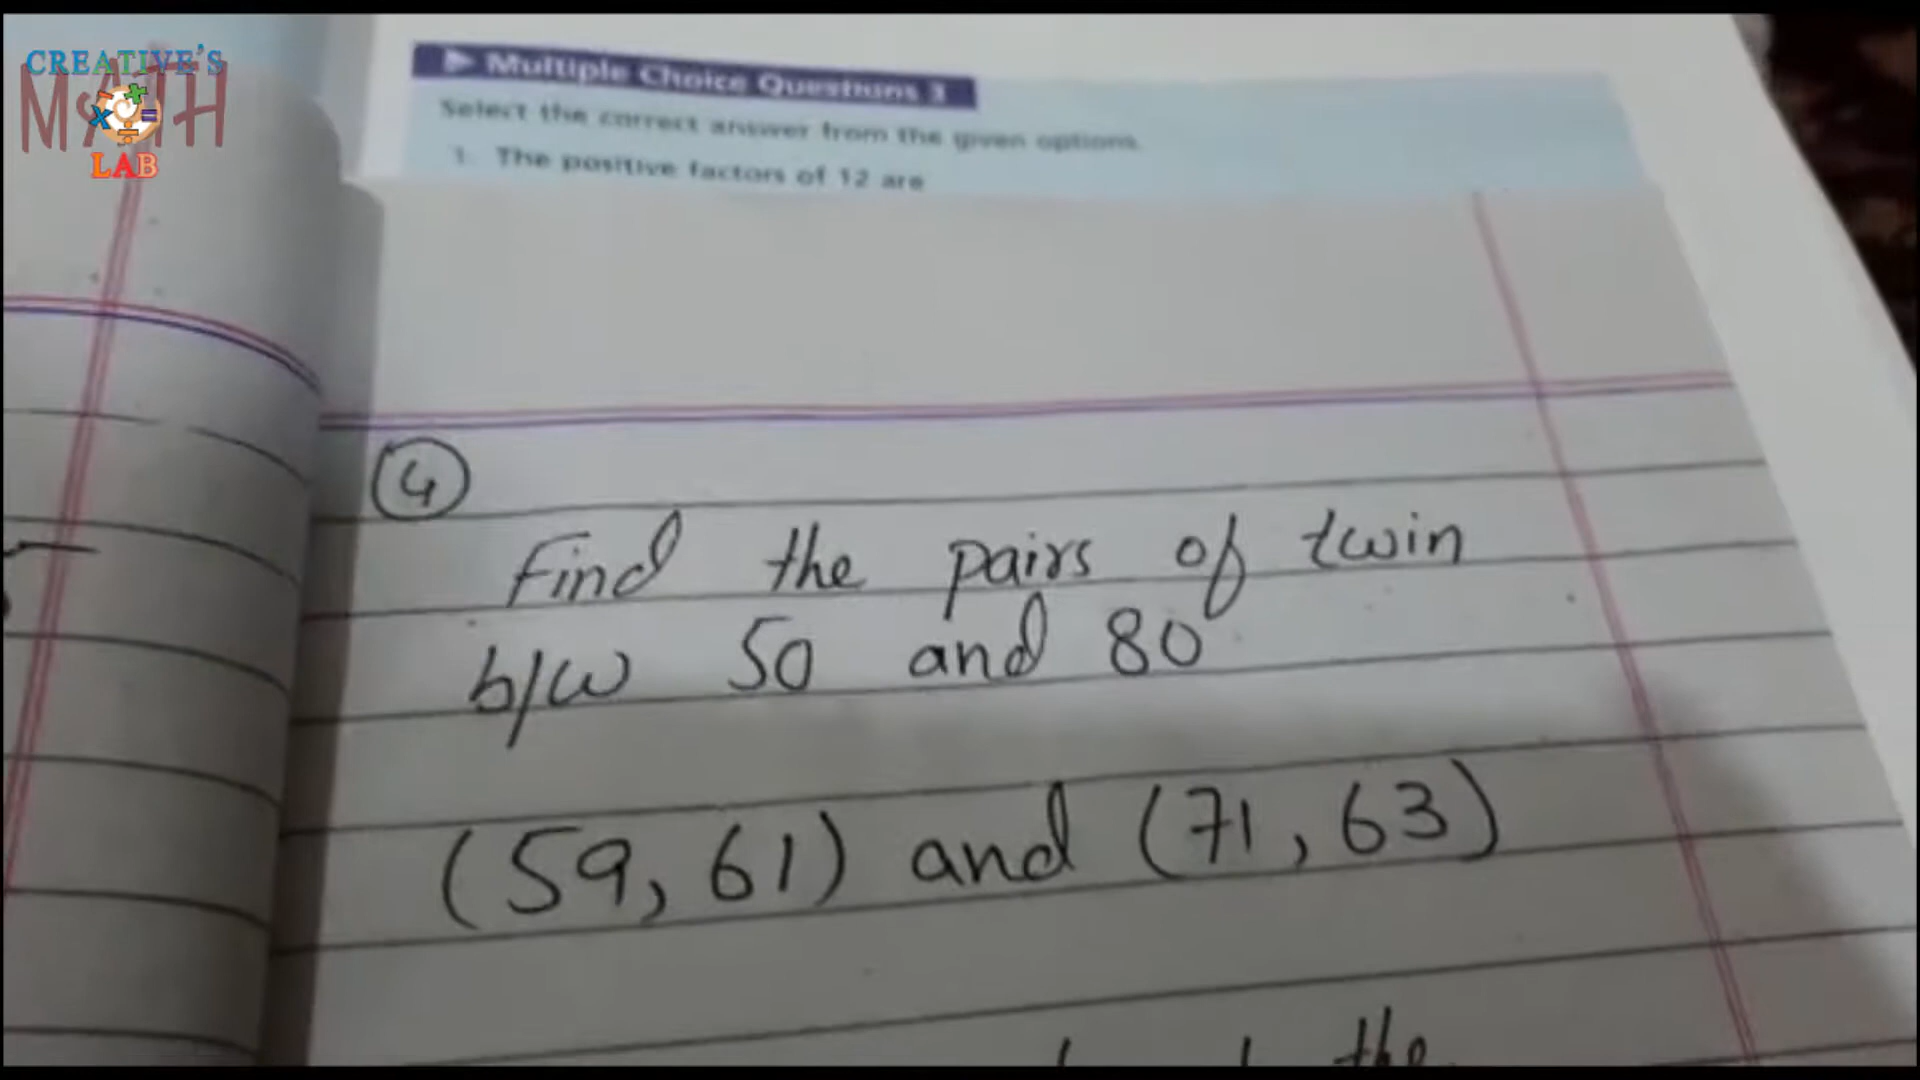 CREATIVE'S
MATH
LAB
Multiple Choice Questions 3
Select the correct answer from the given options.
1. The positive factors of 12 are
4
Find the pairs of twin
b/w 50 and 80
(59, 61) and (71, 63)
the